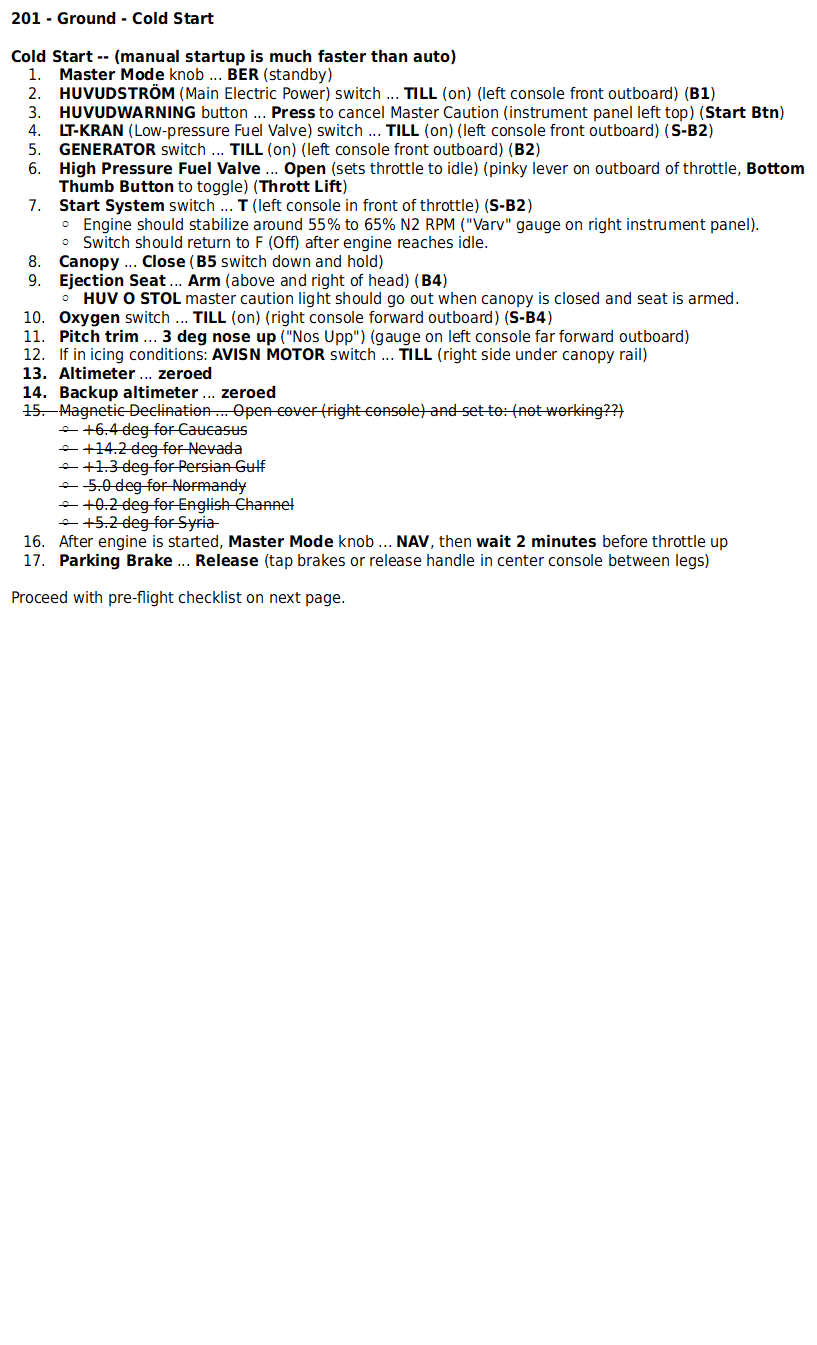 201 - Ground - Cold Start
Cold Start -- (manual startup is much faster than auto)
1. Master Mode knob ... BER (standby)
2. HUVUDSTRÖM (Main Electric Power) switch ... TILL (on) (left console front outboard) (B1)
3. HUVUDWARNING button ... Press to cancel Master Caution (instrument panel left top) (Start Btn)
4. LT-KRAN (Low-pressure Fuel Valve) switch ... TILL (on) (left console front outboard) (S-B2)
5. GENERATOR switch ... TILL (on) (left console front outboard) (B2)
6. High Pressure Fuel Valve ... Open (sets throttle to idle) (pinky lever on outboard of throttle, Bottom
Thumb Button to toggle) (Thrott Lift)
7. Start System switch ... T (left console in front of throttle) (S-B2)
○ Engine should stabilize around 55% to 65% N2 RPM ("Varv" gauge on right instrument panel).
○ Switch should return to F (Off) after engine reaches idle.
8. Canopy ... Close (B5 switch down and hold)
9. Ejection Seat ... Arm (above and right of head) (B4)
○ HUV O STOL master caution light should go out when canopy is closed and seat is armed.
10. Oxygen switch ... TILL (on) (right console forward outboard) (S-B4)
11. Pitch trim ... 3 deg nose up ("Nos Upp") (gauge on left console far forward outboard)
12. If in icing conditions: AVISN MOTOR switch ... TILL (right side under canopy rail)
13. Altimeter ... zeroed
14. Backup altimeter ... zeroed
15. Magnetic Declination ... Open cover (right console) and set to: (not working??)
○ +6.4 deg for Caucasus
○ +14.2 deg for Nevada
○ +1.3 deg for Persian Gulf
○ -5.0 deg for Normandy
○ +0.2 deg for English Channel
○ +5.2 deg for Syria
16. After engine is started, Master Mode knob ... NAV, then wait 2 minutes before throttle up
17. Parking Brake ... Release (tap brakes or release handle in center console between legs)
Proceed with pre-flight checklist on next page.